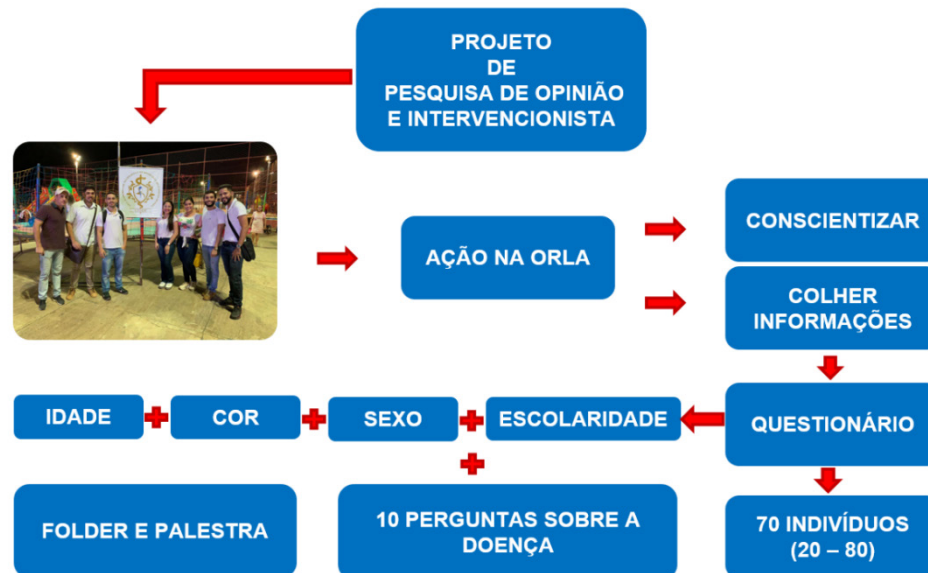 PROJETO
DE
PESQUISA DE OPINIÃO
E INTERVENCIONISTA
AÇÃO NA ORLA
CONSCIENTIZAR
COLHER
INFORMAÇÕES
IDADE
COR
SEXO
ESCOLARIDADE
QUESTIONÁRIO
FOLDER E PALESTRA
10 PERGUNTAS SOBRE A
DOENÇA
70 INDIVÍDUOS
(20 – 80)